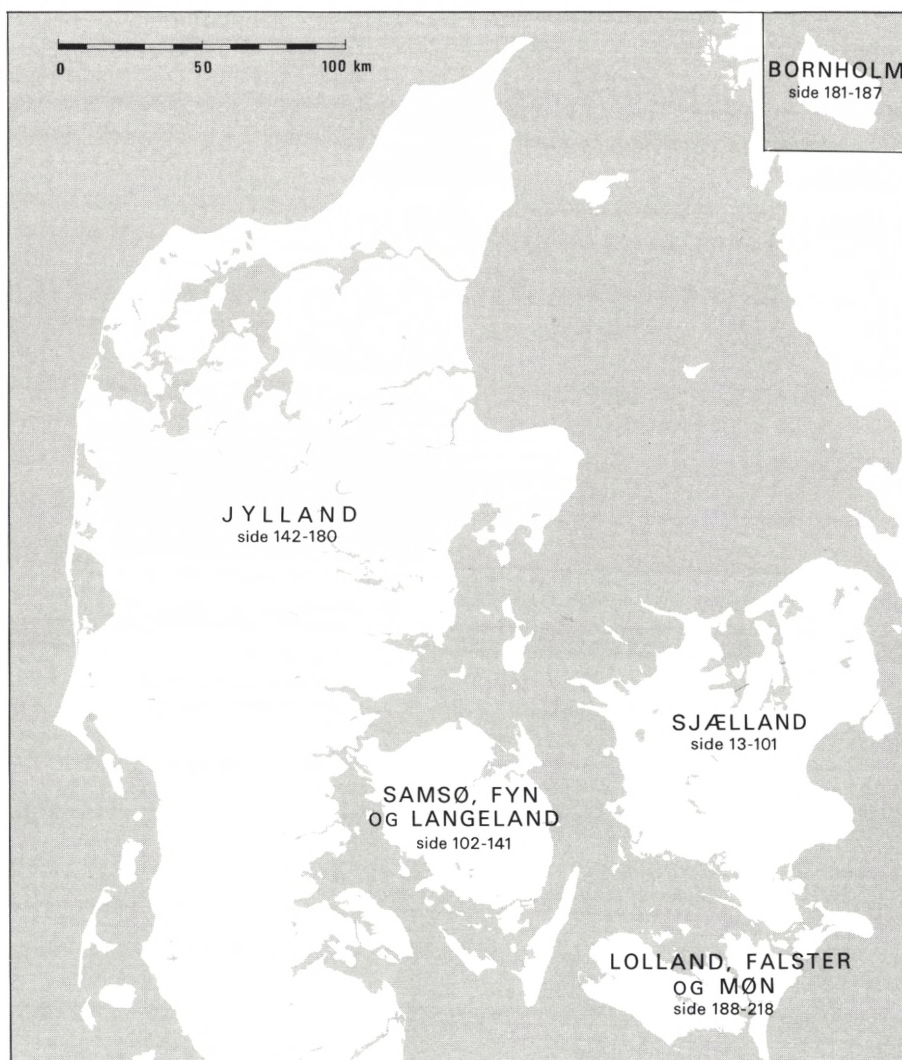 0 50 100 km
BORNHOLM
side 181-187
JYLLAND
side 142-180
SJÆLLAND
side 13-101
SAMSØ, FYN
OG LANGELAND
side 102-141
LOLLAND, FALSTER
OG MØN
side 188-218